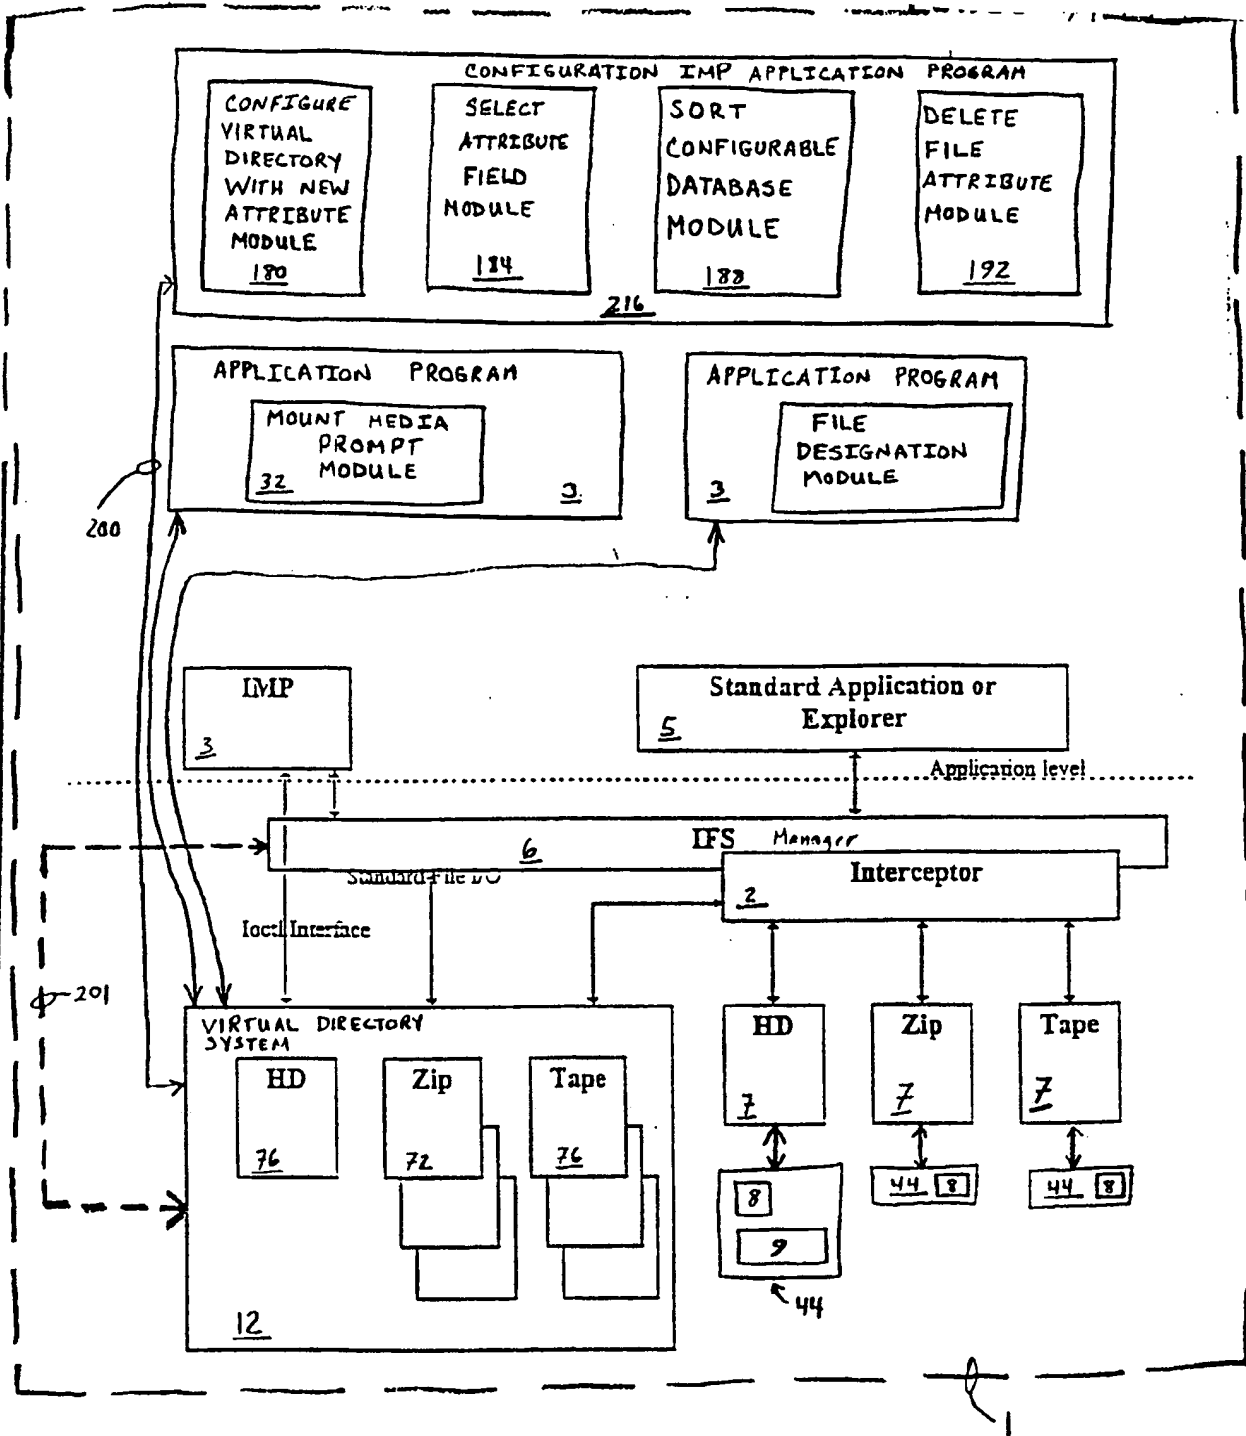 CONFIGURATION IMP APPLICATION PROGRAM
CONFIGURE
VIRTUAL
DIRECTORY
WITH NEW
ATTRIBUTE
MODULE
180
SELECT
ATTRIBUTE
FIELD
MODULE
184
SORT
CONFIGURABLE
DATABASE
MODULE
188
DELETE
FILE
ATTRIBUTE
MODULE
192
216
APPLICATION PROGRAM
MOUNT MEDIA
PROMPT
MODULE
32
3
APPLICATION PROGRAM
FILE
DESIGNATION
MODULE
3
200
IMP
3
Standard Application or
Explorer
5
Application level
IFS Manager
6
Interceptor
2
Standard File I/O
Ioctl Interface
201
VIRTUAL DIRECTORY
SYSTEM
HD
76
Zip
72
Tape
76
12
HD
7
Zip
7
Tape
7
8
9
44
44 8
44 8
1